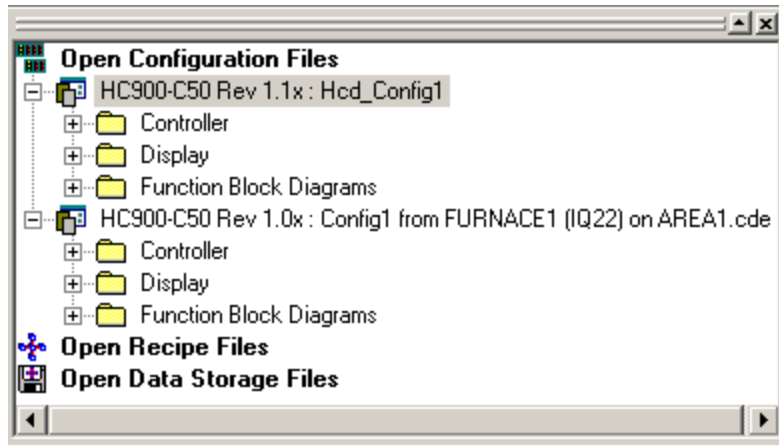 Open Configuration Files
HC900-C50 Rev 1.1x : Hcd_Config1
Controller
Display
Function Block Diagrams
HC900-C50 Rev 1.0x : Config1 from FURNACE1 (IQ22) on AREA1.cde
Controller
Display
Function Block Diagrams
Open Recipe Files
Open Data Storage Files